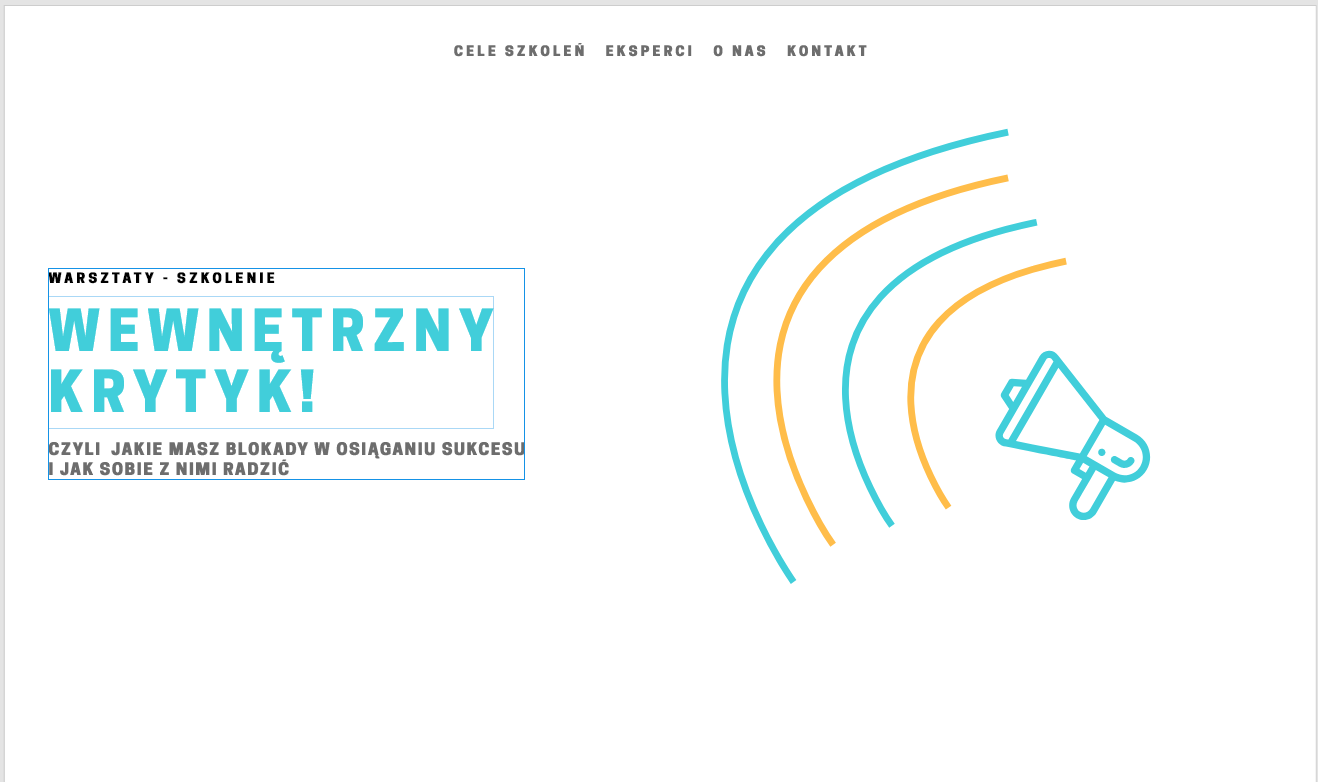 CELE SZKOLEŃ EKSPERCI O NAS KONTAKT
WARSZTATY - SZKOLENIE
WEWNĘTRZNY
KRYTYK!
CZYLI JAKIE MASZ BLOKADY W OSIĄGANIU SUKCESU
I JAK SOBIE Z NIMI RADZIĆ